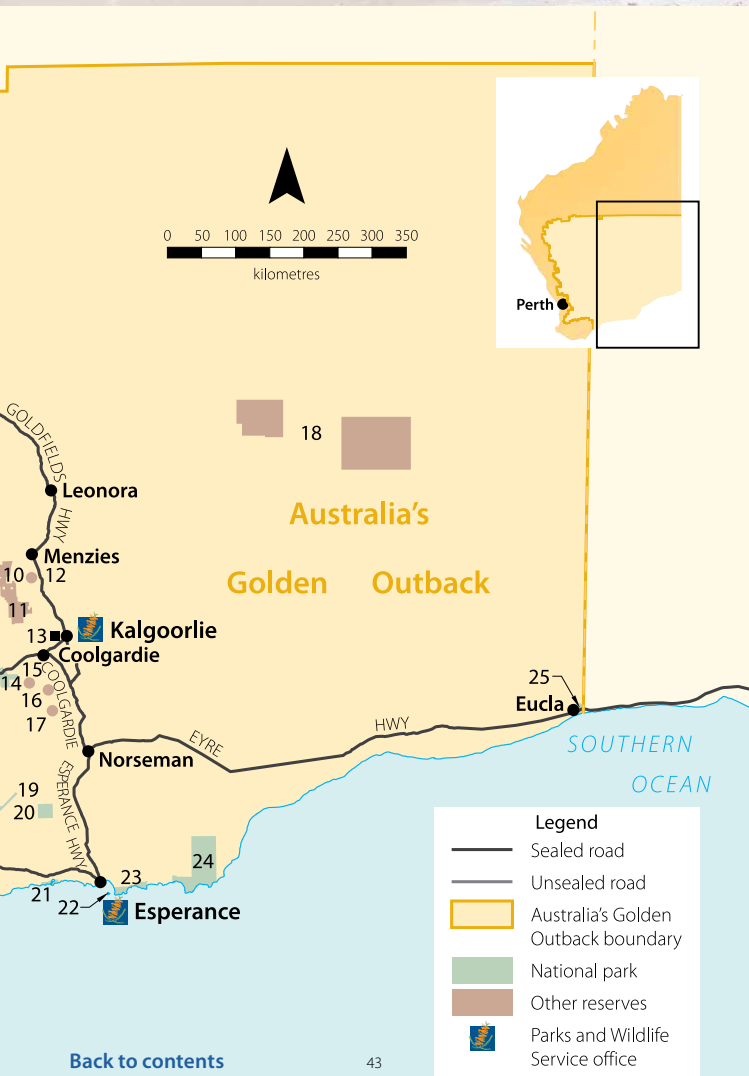 0 50 100 150 200 250 300 350
kilometres
Perth
GOLDFIELDS
HWY
18
Leonora
Australia's
Golden Outback
Menzies
10
12
11
13
Kalgoorlie
Coolgardie
15
14
16
17
COOLGARDIE
ESPERANCE HWY
25
Eucla
EYRE
HWY
Norseman
SOUTHERN
OCEAN
19
20
24
23
21
22
Esperance
Legend
Sealed road
Unsealed road
Australia's Golden
Outback boundary
National park
Other reserves
Parks and Wildlife
Service office
Back to contents
43